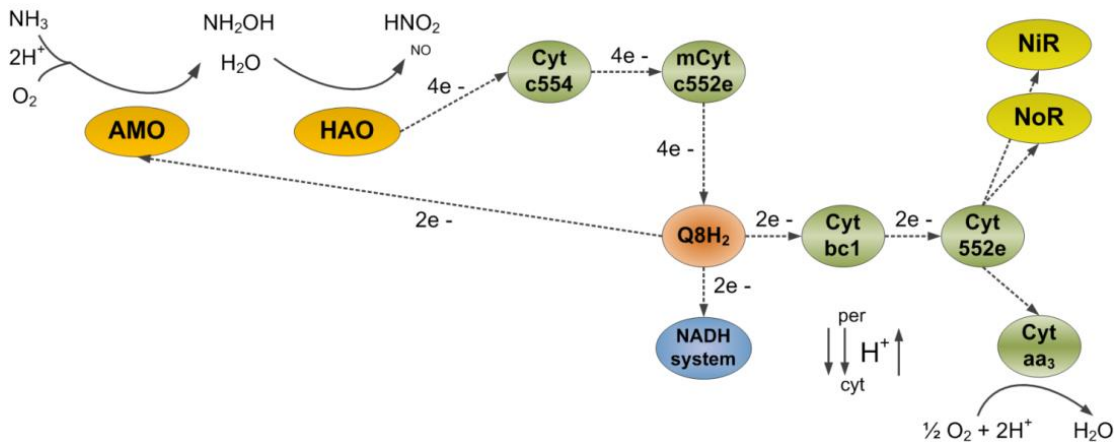 NH₃
2H⁺
O₂
NH₂OH
H₂O
HNO₂
NO
AMO
HAO
4e -
Cyt
c554
4e -
mCyt
c552e
4e -
NiR
NoR
2e -
Q8H₂
2e -
Cyt
bc1
2e -
Cyt
552e
2e -
NADH
system
per
H⁺
cyt
Cyt
aa₃
½ O₂ + 2H⁺
H₂O